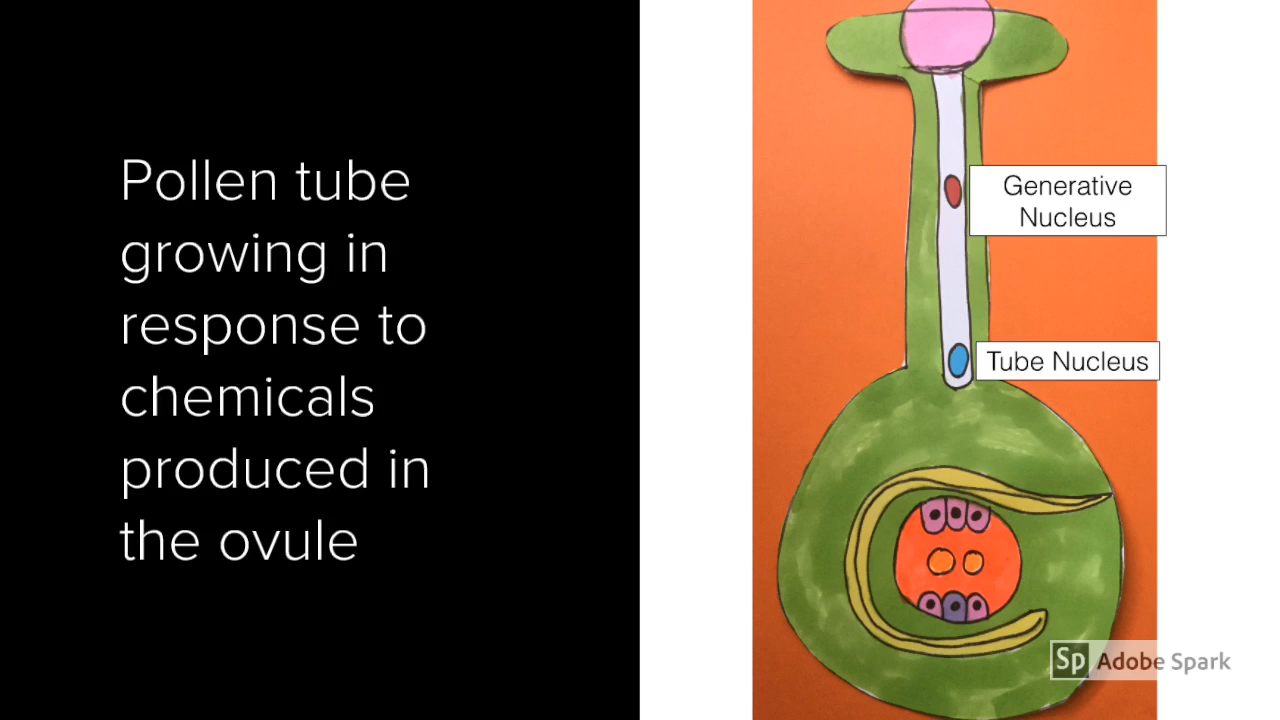 Pollen tube
growing in
response to
chemicals
produced in
the ovule
Generative
Nucleus
Tube Nucleus
Sp Adobe Spark